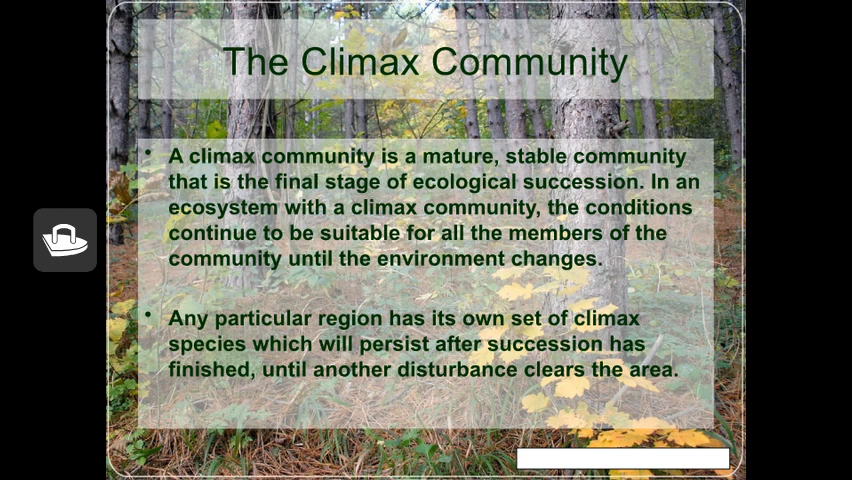 The Climax Community
• A climax community is a mature, stable community
that is the final stage of ecological succession. In an
ecosystem with a climax community, the conditions
continue to be suitable for all the members of the
community until the environment changes.
• Any particular region has its own set of climax
species which will persist after succession has
finished, until another disturbance clears the area.